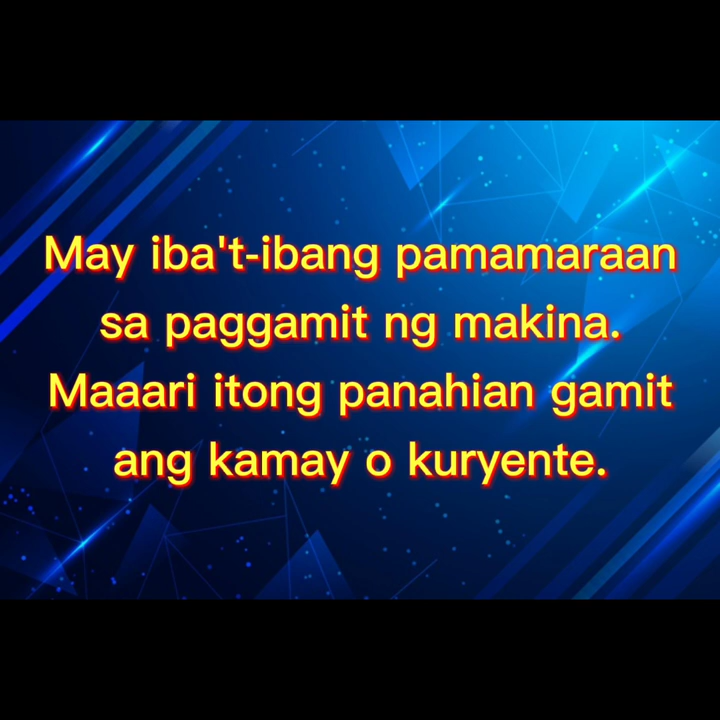 May iba't-ibang pamamaraan
sa paggamit ng makina.
Maaari itong panahian gamit
ang kamay o kuryente.